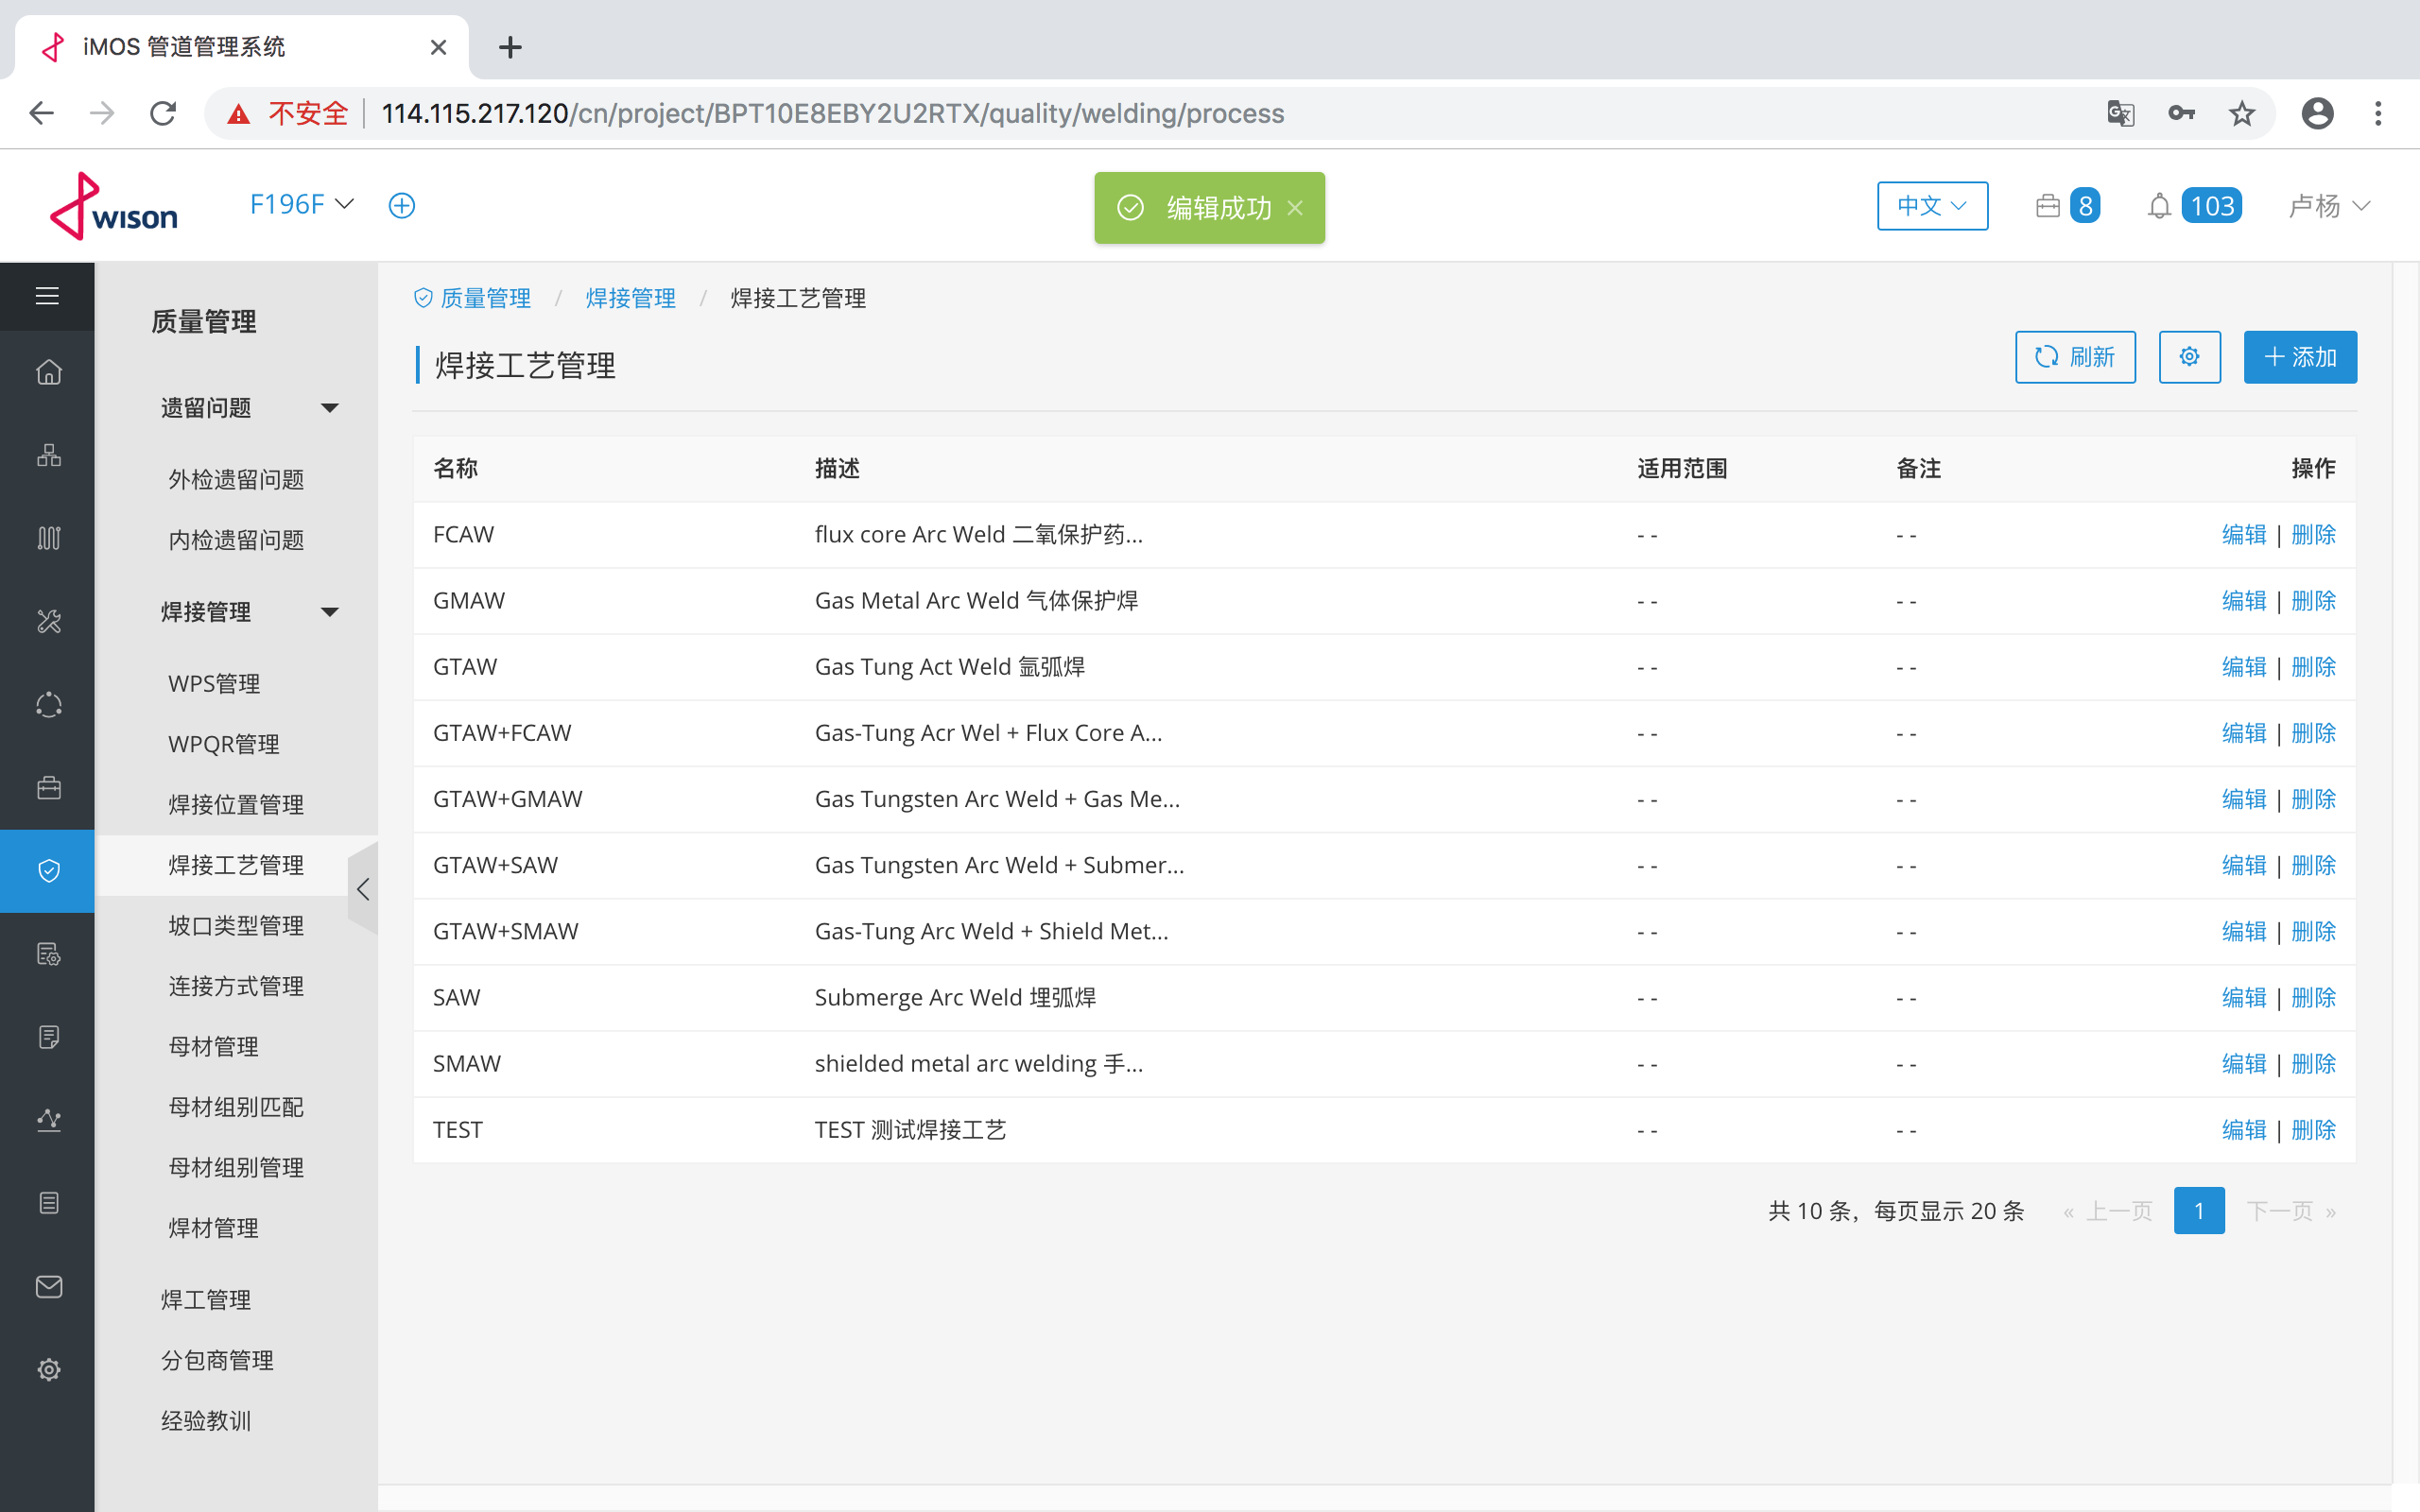 iMOS 管道管理系统
不安全 114.115.217.120/cn/project/BPT10E8EBY2U2RTX/quality/welding/process
wison F196F 编辑成功 中文 8 103 卢杨
质量管理 / 焊接管理 / 焊接工艺管理
焊接工艺管理 刷新 添加
质量管理
遗留问题
外检遗留问题
内检遗留问题
焊接管理
WPS管理
WPQR管理
焊接位置管理
焊接工艺管理
坡口类型管理
连接方式管理
母材管理
母材组别匹配
母材组别管理
焊材管理
焊工管理
分包商管理
经验教训
名称 描述 适用范围 备注 操作
FCAW flux core Arc Weld 二氧保护药... - - - - 编辑 | 删除
GMAW Gas Metal Arc Weld 气体保护焊 - - - - 编辑 | 删除
GTAW Gas Tung Act Weld 氩弧焊 - - - - 编辑 | 删除
GTAW+FCAW Gas-Tung Acr Wel + Flux Core A... - - - - 编辑 | 删除
GTAW+GMAW Gas Tungsten Arc Weld + Gas Me... - - - - 编辑 | 删除
GTAW+SAW Gas Tungsten Arc Weld + Submer... - - - - 编辑 | 删除
GTAW+SMAW Gas-Tung Arc Weld + Shield Met... - - - - 编辑 | 删除
SAW Submerge Arc Weld 埋弧焊 - - - - 编辑 | 删除
SMAW shielded metal arc welding 手... - - - - 编辑 | 删除
TEST TEST 测试焊接工艺 - - - - 编辑 | 删除
共 10 条，每页显示 20 条 « 上一页 1 下一页 »